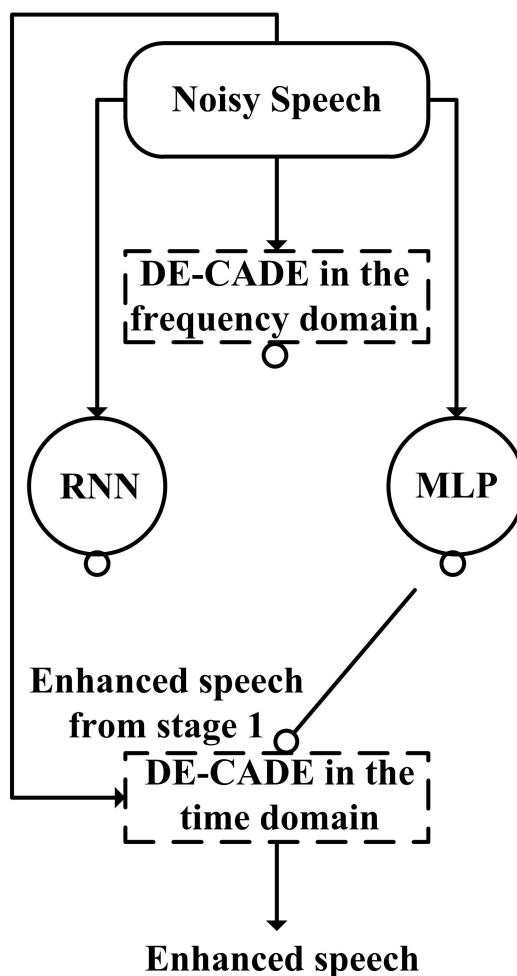 Noisy Speech
DE-CADE in the
frequency domain
RNN
MLP
Enhanced speech
from stage 1
DE-CADE in the
time domain
Enhanced speech